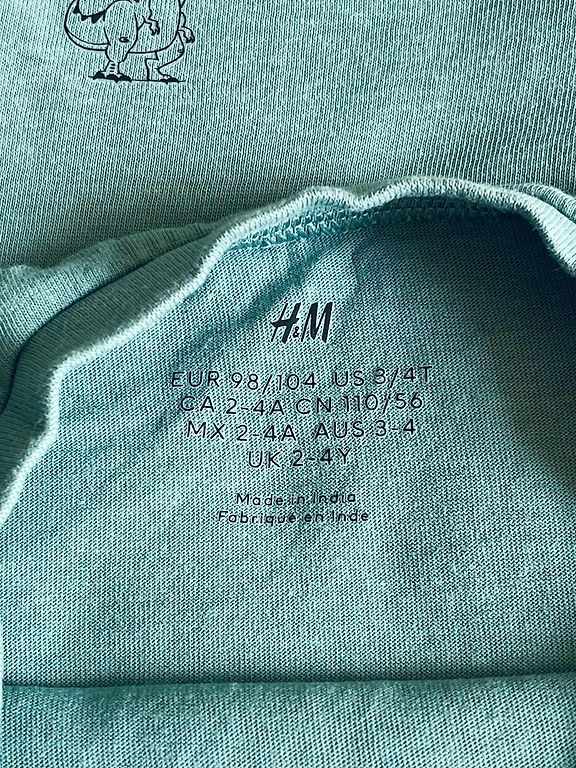 H&M
EUR 98/104 US 3/4T
CA 2-4A CN 110/56
MX 2-4A AUS 3-4
UK 2-4Y
Made in India
Fabriqué en Inde